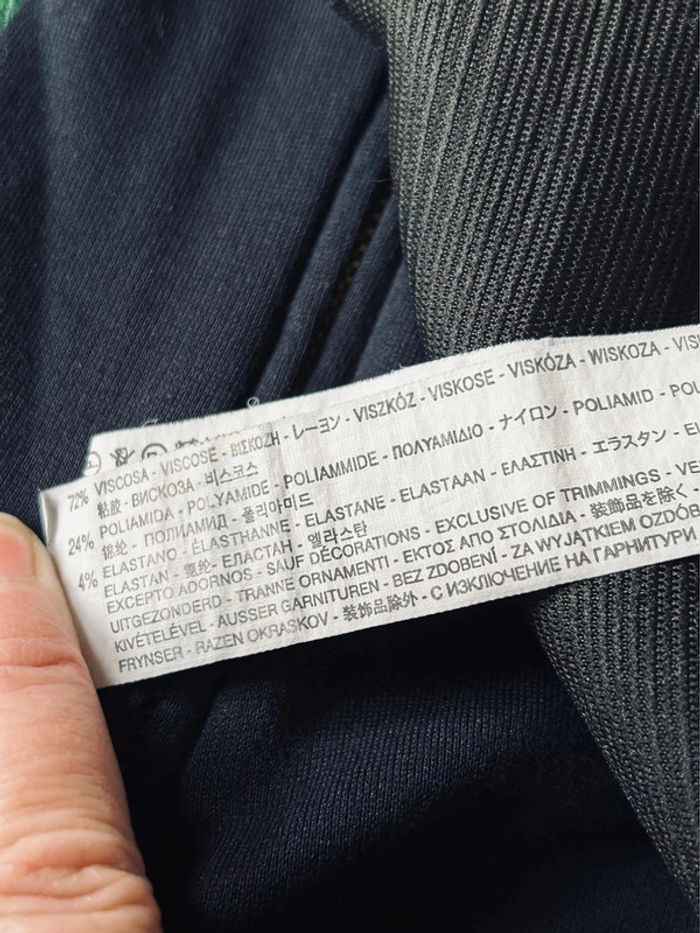 72% VISCOSA - VISCOSE - ΒΙΣΚΟΖΗ - レーヨン - VISZKÓZ - VISKOSE - VISKÓZA - WISKOZA - VIS
粘胶 - ВИСКОЗА - 비스코스
24% POLIAMIDA - POLYAMIDE - POLIAMMIDE - ΠΟΛΥΑΜΙΔΙΟ - ナイロン - POLIAMID - POL
锦纶 - ПОЛИАМИД - 폴리아미드
4% ELASTANO - ÉLASTHANNE - ELASTANE - ELASTAAN - ΕΛΑΣΤΙΝΗ - エラスタン - EL
ELASTAN - 氨纶 - ЕЛАСТАН - 엘라스탄
EXCEPTO ADORNOS - SAUF DÉCORATIONS - EXCLUSIVE OF TRIMMINGS - VE
UITGEZONDERD - TRANNE ORNAMENTI - ΕΚΤΟΣ ΑΠΟ ΣΤΟΛΙΔΙΑ - 装飾品を除く -
KIVÉTELÉVEL - AUSSER GARNITUREN - BEZ ZDOBENÍ - ZA WYJĄTKIEM OZDÓB
FRYNSER - RAZEN OKRASKOV - 装饰品除外 - С ИЗКЛЮЧЕНИЕ НА ГАРНИТУРИ